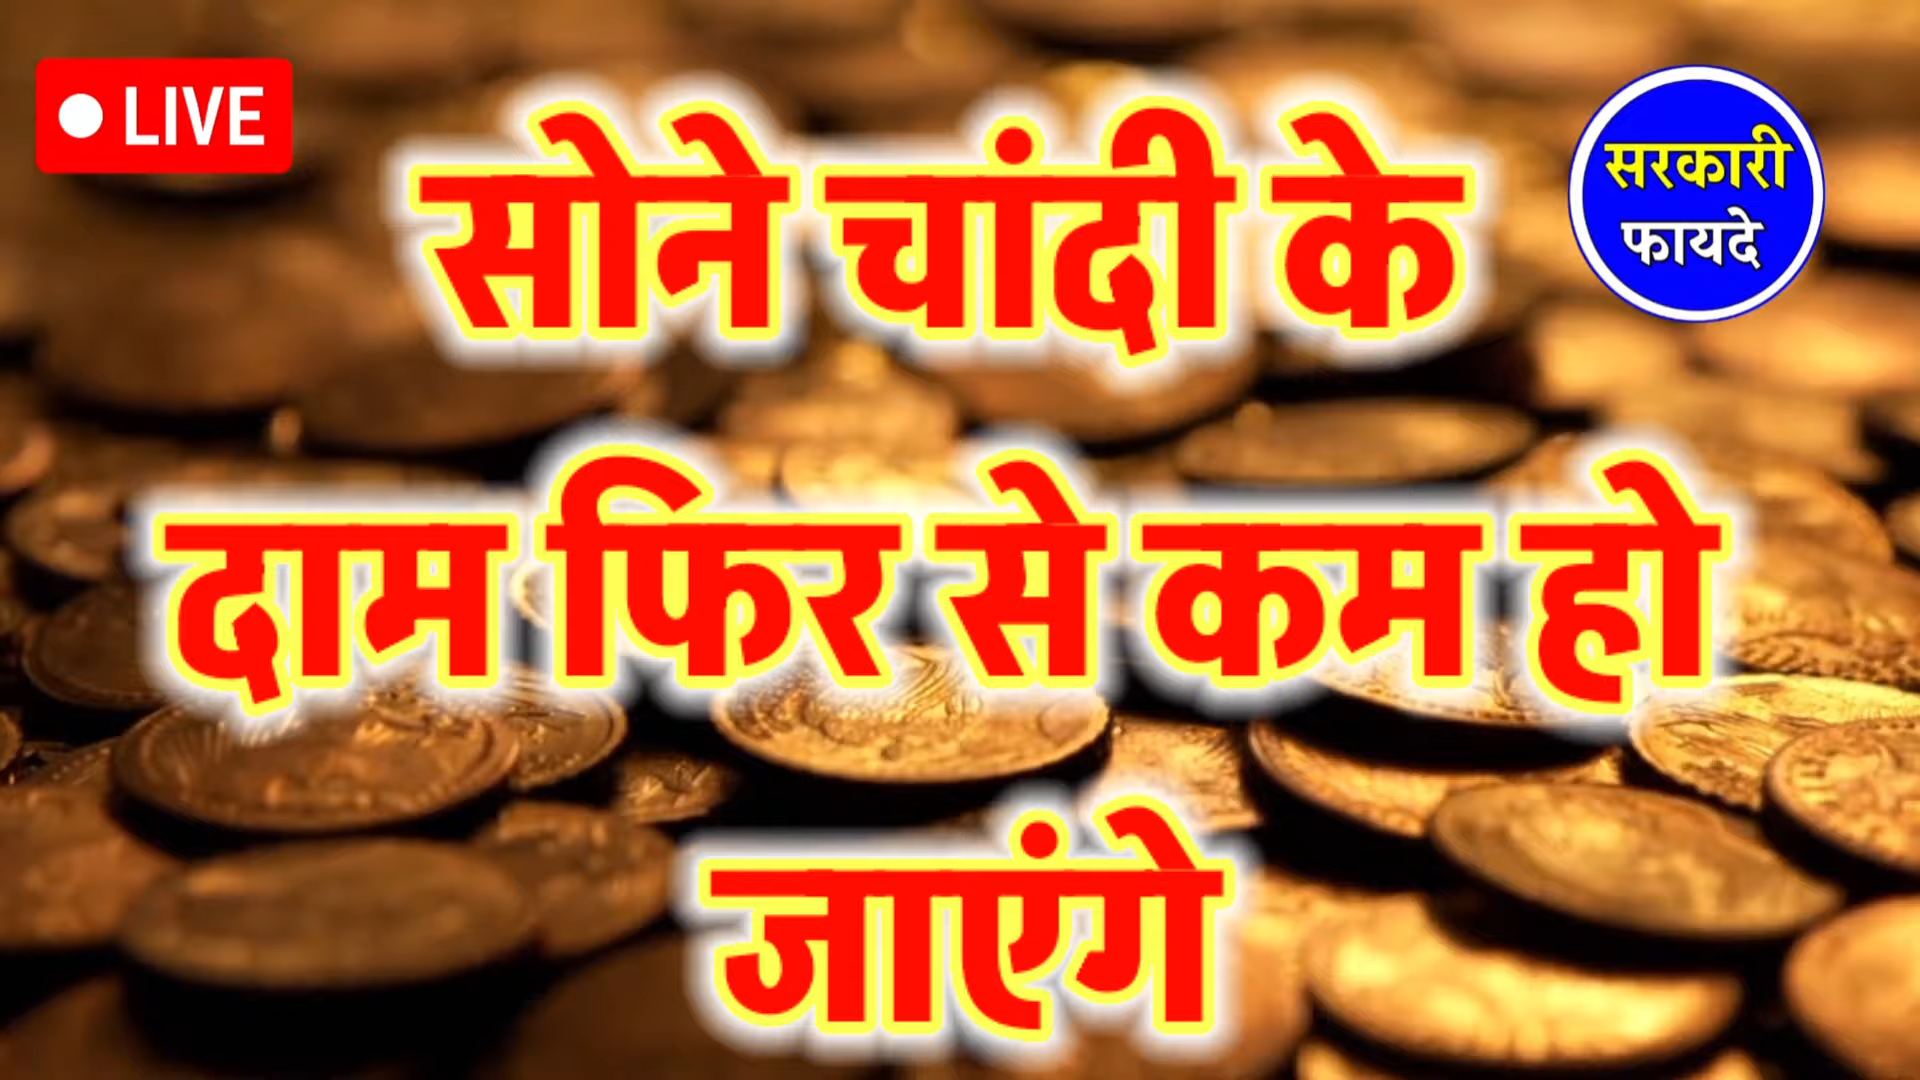 LIVE
सोने चांदी के
सरकारी
फायदे
दाम फिर से कम हो
जाएंगे